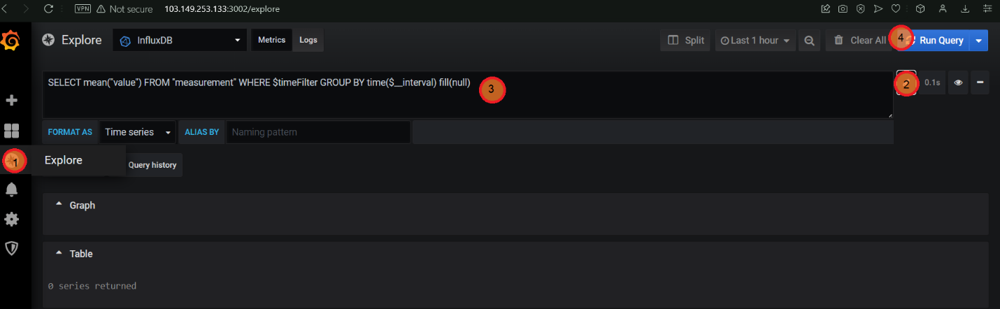 VPN Not secure 103.149.253.133:3002/explore
Explore InfluxDB Metrics Logs Split Last 1 hour Clear All 4 Run Query
SELECT mean("value") FROM "measurement" WHERE $timeFilter GROUP BY time($__interval) fill(null) 3
2 0.1s
FORMAT AS Time series ALIAS BY Naming pattern
1 Explore
Query history
Graph
Table
0 series returned